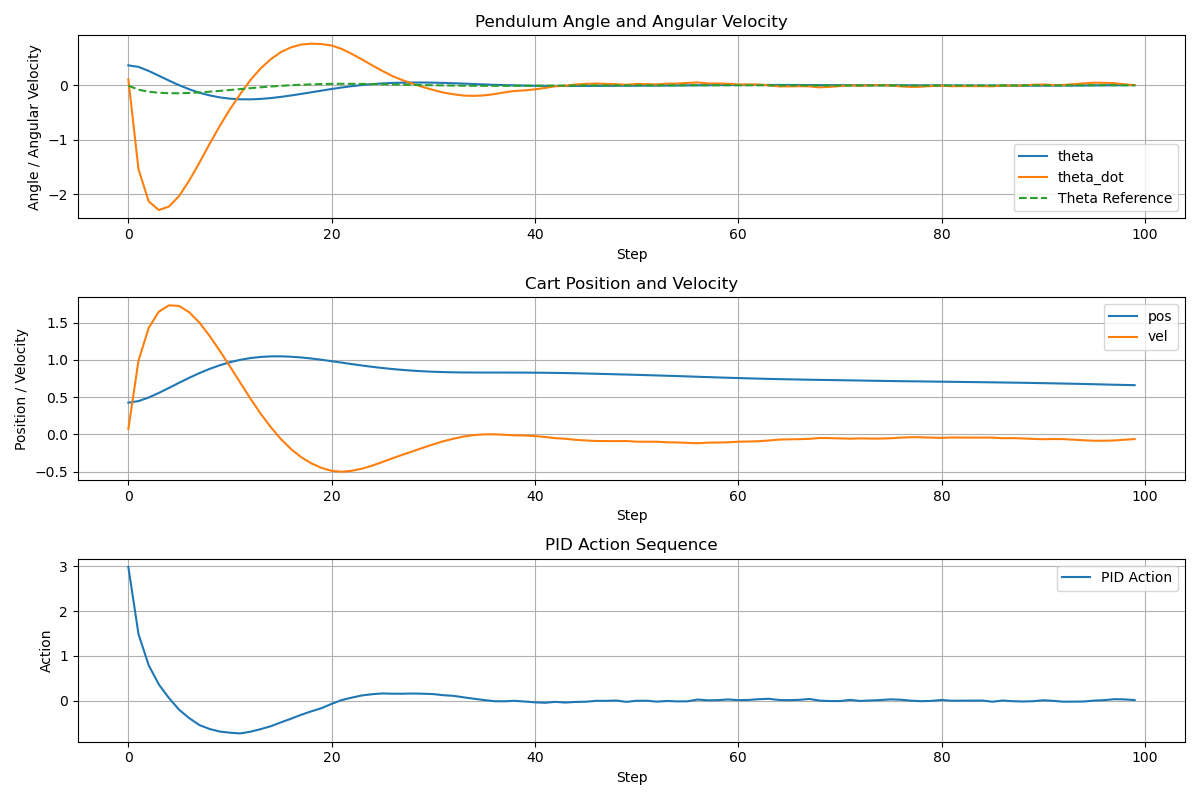 Pendulum Angle and Angular Velocity
Angle / Angular Velocity
0
−1
−2
theta
theta_dot
Theta Reference
0 20 40 60 80 100
Step
Cart Position and Velocity
Position / Velocity
1.5
1.0
0.5
0.0
−0.5
pos
vel
0 20 40 60 80 100
Step
PID Action Sequence
Action
3
2
1
0
PID Action
0 20 40 60 80 100
Step